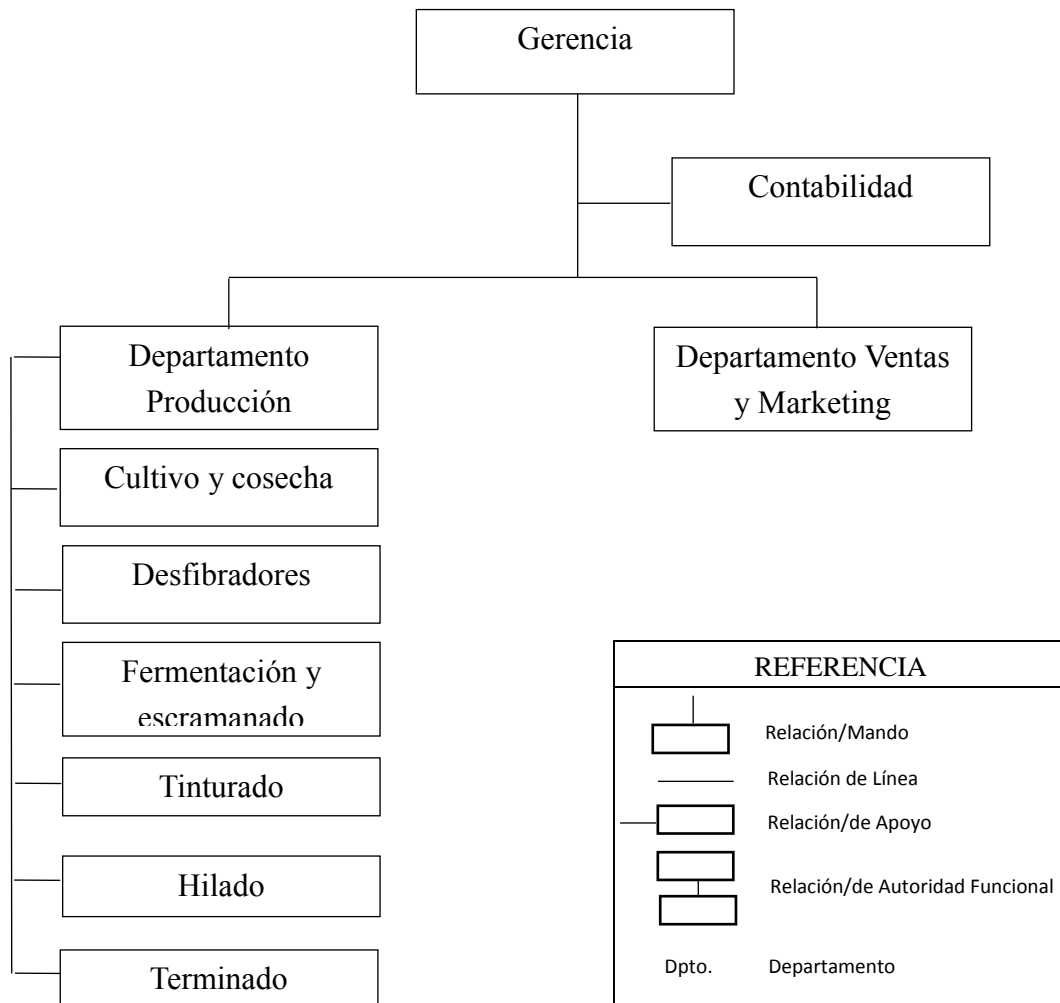 Gerencia
Contabilidad
Departamento
Producción
Departamento Ventas
y Marketing
Cultivo y cosecha
Desfibradores
Fermentación y
escramanado
Tinturado
Hilado
Terminado
REFERENCIA
Relación/Mando
Relación de Línea
Relación/de Apoyo
Relación/de Autoridad Funcional
Dpto. Departamento